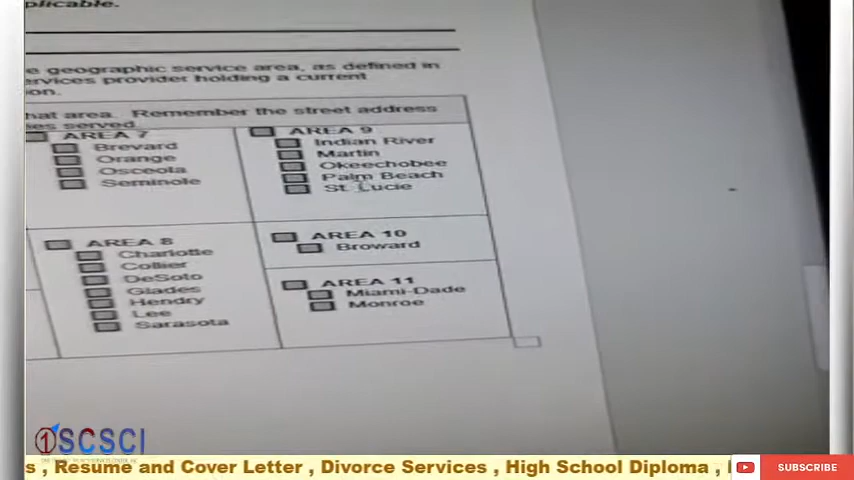 plicable.
e geographic service area, as defined in
ervices provider holding a current
on.
hat area. Remember the street address
ies served.
AREA 7
Brevard
Orange
Osceola
Seminole
AREA 9
Indian River
Martin
Okeechobee
Palm Beach
St. Lucie
AREA 8
Charlotte
Collier
DeSoto
Glades
Hendry
Lee
Sarasota
AREA 10
Broward
AREA 11
Miami-Dade
Monroe
1SCSCI
s , Resume and Cover Letter , Divorce Services , High School Diploma ,
SUBSCRIBE